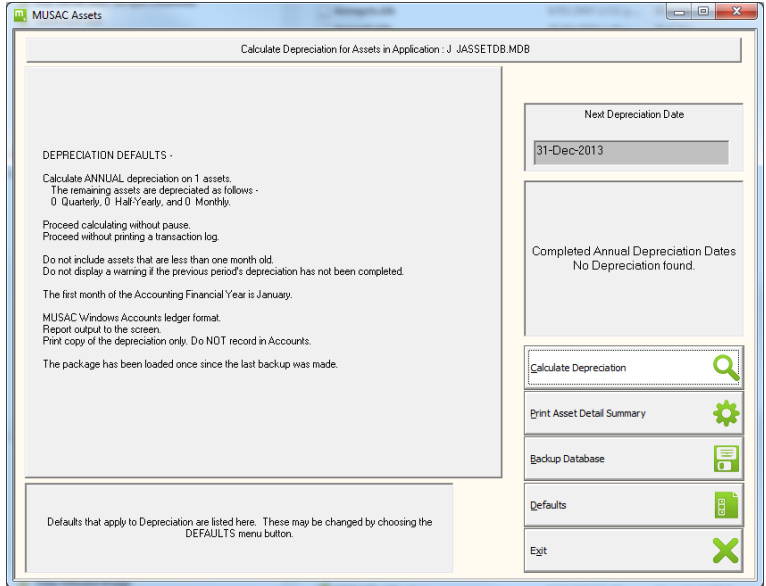 MUSAC Assets
Calculate Depreciation for Assets in Application : J JASSETDB.MDB
DEPRECIATION DEFAULTS -
Calculate ANNUAL depreciation on 1 assets.
The remaining assets are depreciated as follows -
0 Quarterly, 0 Half-Yearly, and 0 Monthly.
Proceed calculating without pause.
Proceed without printing a transaction log.
Do not include assets that are less than one month old.
Do not display a warning if the previous period's depreciation has not been completed.
The first month of the Accounting Financial Year is January.
MUSAC Windows Accounts ledger format.
Report output to the screen.
Print copy of the depreciation only. Do NOT record in Accounts.
The package has been loaded once since the last backup was made.
Defaults that apply to Depreciation are listed here. These may be changed by choosing the
DEFAULTS menu button.
Next Depreciation Date
31-Dec-2013
Completed Annual Depreciation Dates
No Depreciation found.
Calculate Depreciation
Print Asset Detail Summary
Backup Database
Defaults
Exit